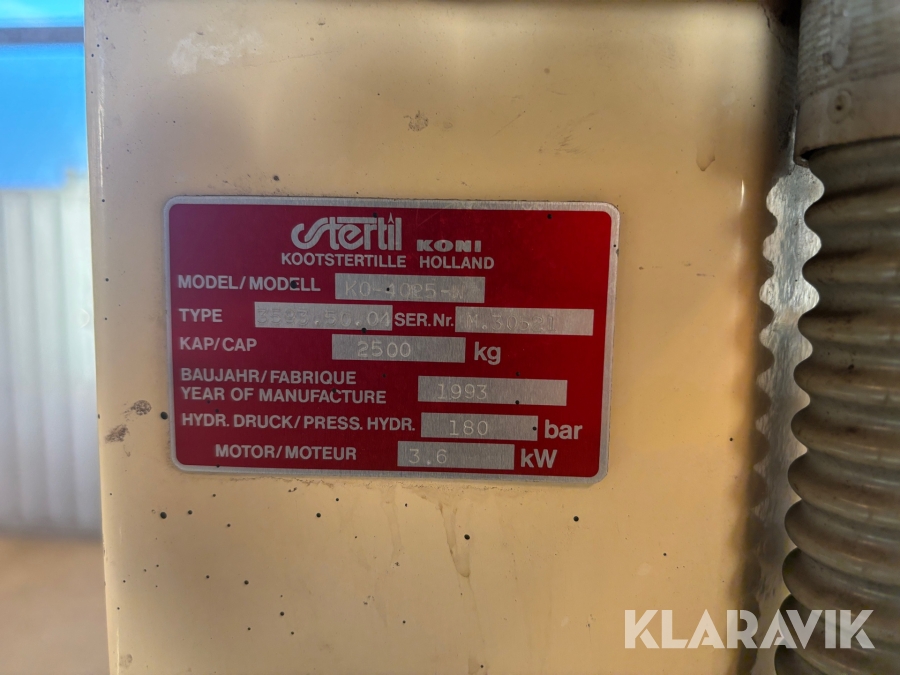 Stertil KONI
KOOTSTERTILLE HOLLAND
MODEL/MODELL
TYPE SER.Nr.
KAP/CAP 2500 kg
BAUJAHR/FABRIQUE
YEAR OF MANUFACTURE 1993
HYDR. DRUCK/PRESS. HYDR. 180 bar
MOTOR/MOTEUR 3.6 kW
KLARAVIK